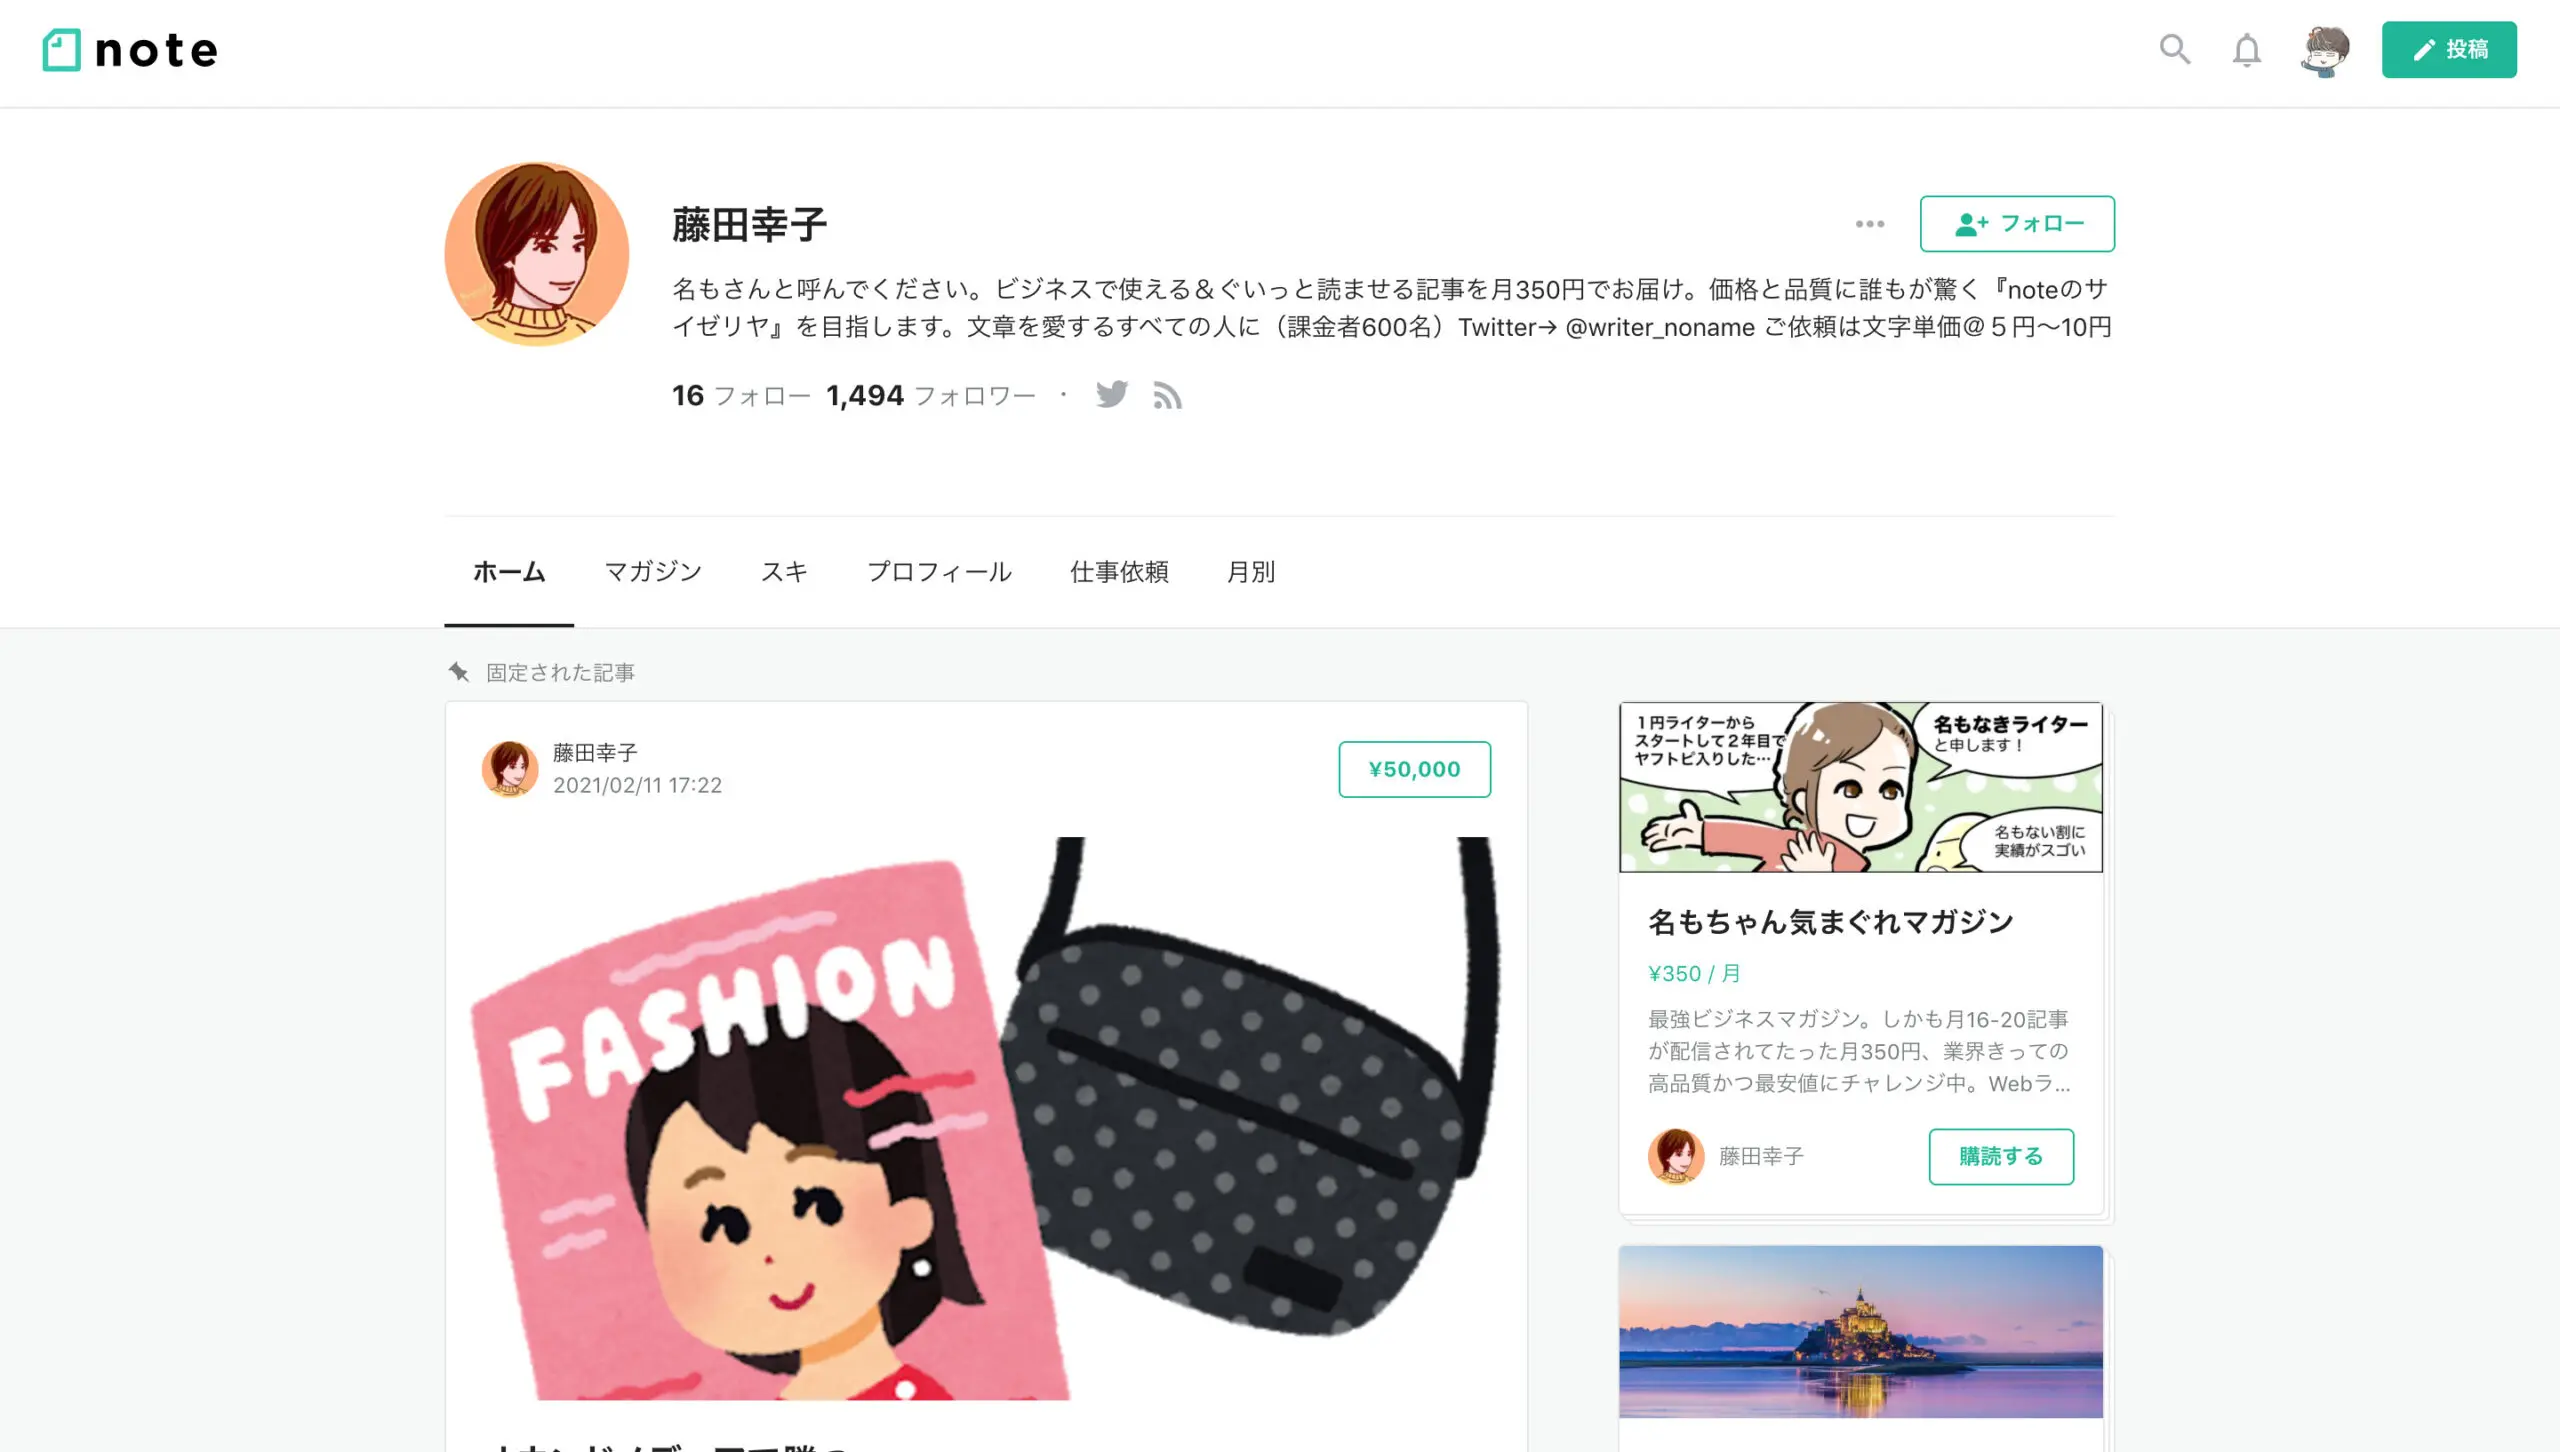 note
投稿
藤田幸子
フォロー
名もさんと呼んでください。ビジネスで使える＆ぐいっと読ませる記事を月350円でお届け。価格と品質に誰もが驚く『noteのサ
イゼリヤ』を目指します。文章を愛するすべての人に（課金者600名）Twitter→ @writer_noname ご依頼は文字単価@５円〜10円
16 フォロー 1,494 フォロワー ・
ホーム マガジン スキ プロフィール 仕事依頼 月別
固定された記事
藤田幸子
2021/02/11 17:22
¥50,000
FASHION
１円ライターから
スタートして２年目で
ヤフトピ入りした…
名もなきライター
と申します！
名もない割に
実績がスゴい
名もちゃん気まぐれマガジン
¥350 / 月
最強ビジネスマガジン。しかも月16-20記事
が配信されてたった月350円、業界きっての
高品質かつ最安値にチャレンジ中。Webラ...
藤田幸子
購読する